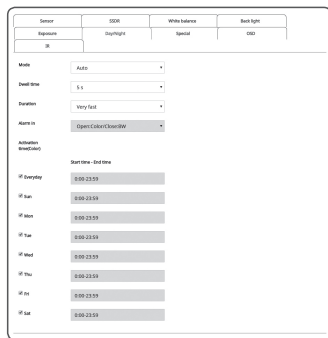 Sensor SSDR White balance Back light
Exposure Day/Night Special OSD
IR
Mode Auto
Dwell time 5 s
Duration Very fast
Alarm in Open:Color/Close:BW
Activation
time(Color)
Start time - End time
Everyday 0:00-23:59
Sun 0:00-23:59
Mon 0:00-23:59
Tue 0:00-23:59
Wed 0:00-23:59
Thu 0:00-23:59
Fri 0:00-23:59
Sat 0:00-23:59